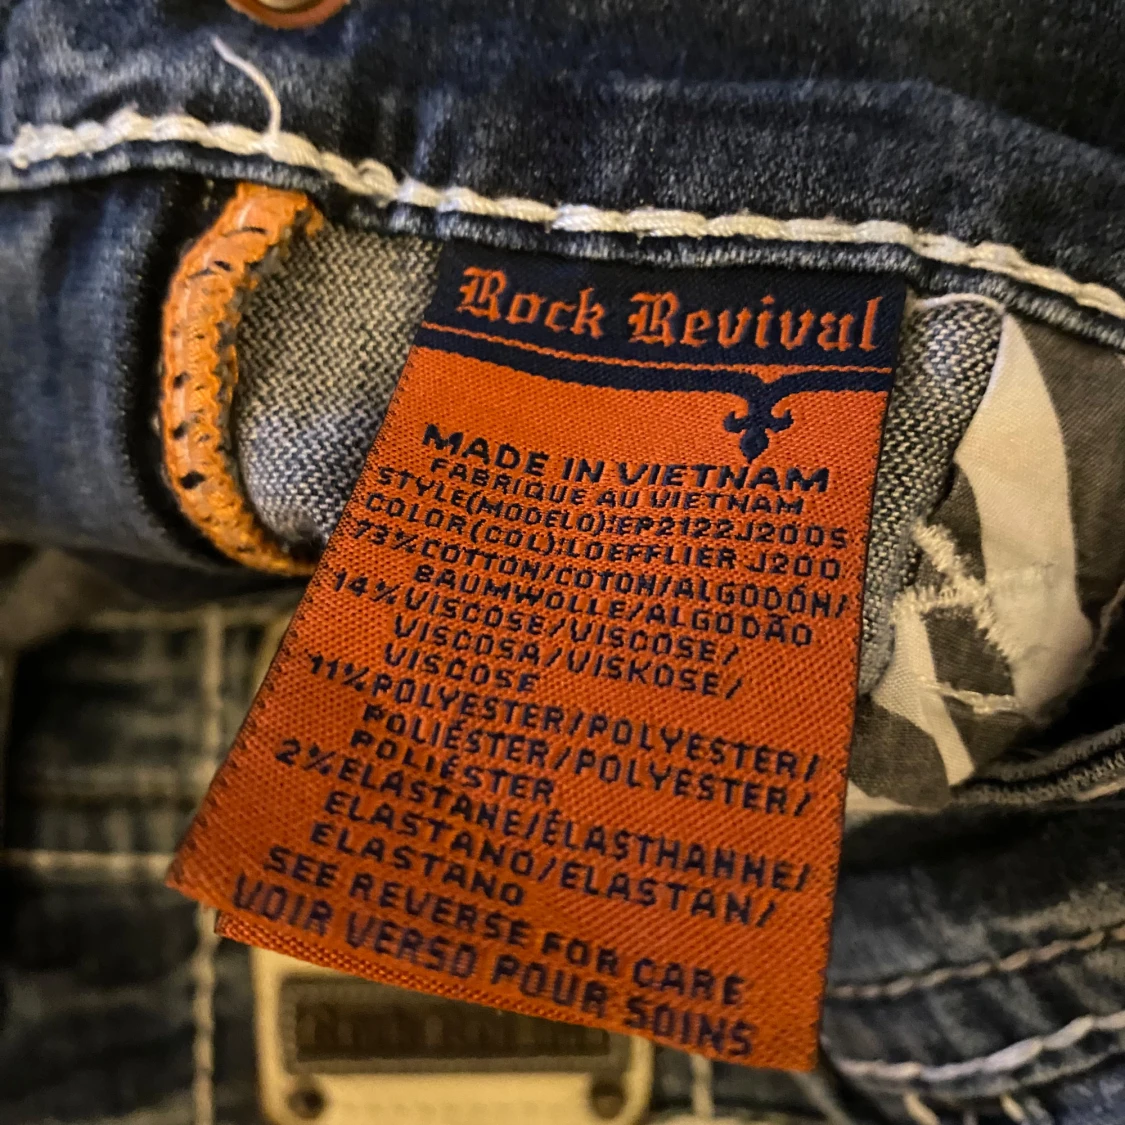 Rock Revival
MADE IN VIETNAM
FABRIQUE AU VIETNAM
STYLE(MODELO):EP2122J200S
COLOR(COL):LOEFFLIER-J200
73%COTTON/COTON/ALGODÓN/
BAUMWOLLE/ALGODÃO
14%VISCOSE/VISCOSE/
VISCOSA/VISKOSE/
VISCOSE
11%POLYESTER/POLYESTER/
POLIÉSTER/POLYESTER/
POLIÉSTER
2%ELASTANE/ÉLASTHANNE/
ELASTANO/ELASTAN/
ELASTANO
SEE REVERSE FOR CARE
VOIR VERSO POUR SOINS